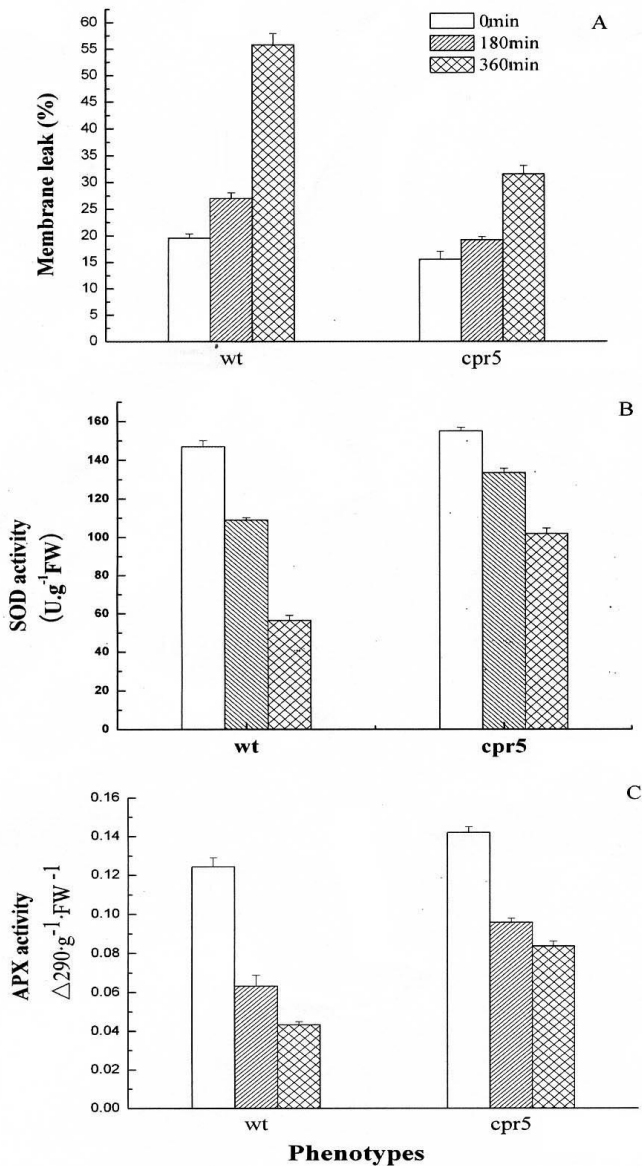 A
0min
180min
360min
60
55
50
45
40
35
30
25
20
15
10
5
0
Membrane leak (%)
wt cpr5
B
160
140
120
100
80
60
40
20
0
SOD activity
(U.g⁻¹FW)
wt cpr5
C
0.16
0.14
0.12
0.10
0.08
0.06
0.04
0.02
0.00
APX activity
△290·g⁻¹·FW⁻¹
wt cpr5
Phenotypes